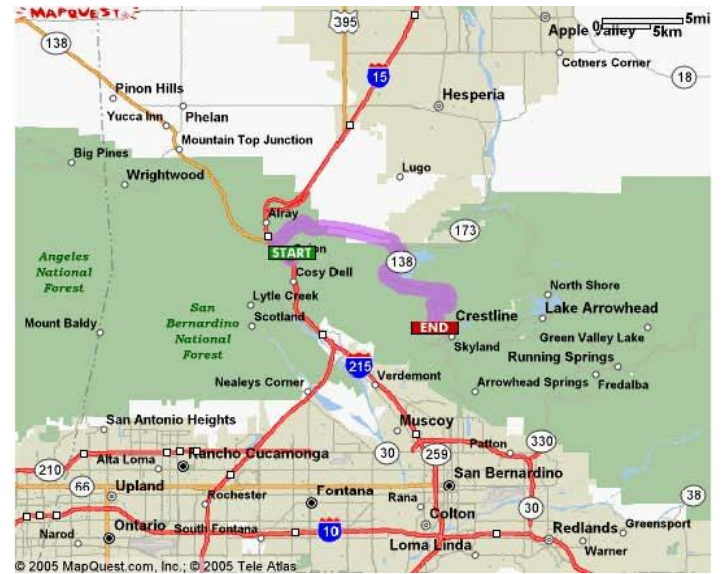 MAPQUEST
395
5mi
0
5km
138
Apple Valley
Cotners Corner
15
18
Pinon Hills
Hesperia
Yucca Inn
Phelan
Mountain Top Junction
Big Pines
Lugo
Wrightwood
Alray
173
START
138
Angeles
National
Forest
Cosy Dell
North Shore
Lytle Creek
Lake Arrowhead
San
Bernardino
National
Forest
Scotland
Crestline
END
Mount Baldy
Skyland
Green Valley Lake
Running Springs
215
Verdemont
Nealeys Corner
Arrowhead Springs
Fredalba
San Antonio Heights
Muscoy
330
Patton
30
259
210
Alta Loma
Rancho Cucamonga
San Bernardino
66
Upland
Rochester
Fontana
Rana
38
Colton
30
Ontario
South Fontana
10
Redlands
Greensport
Narod
Loma Linda
Warner
© 2005 MapQuest.com, Inc.; © 2005 Tele Atlas